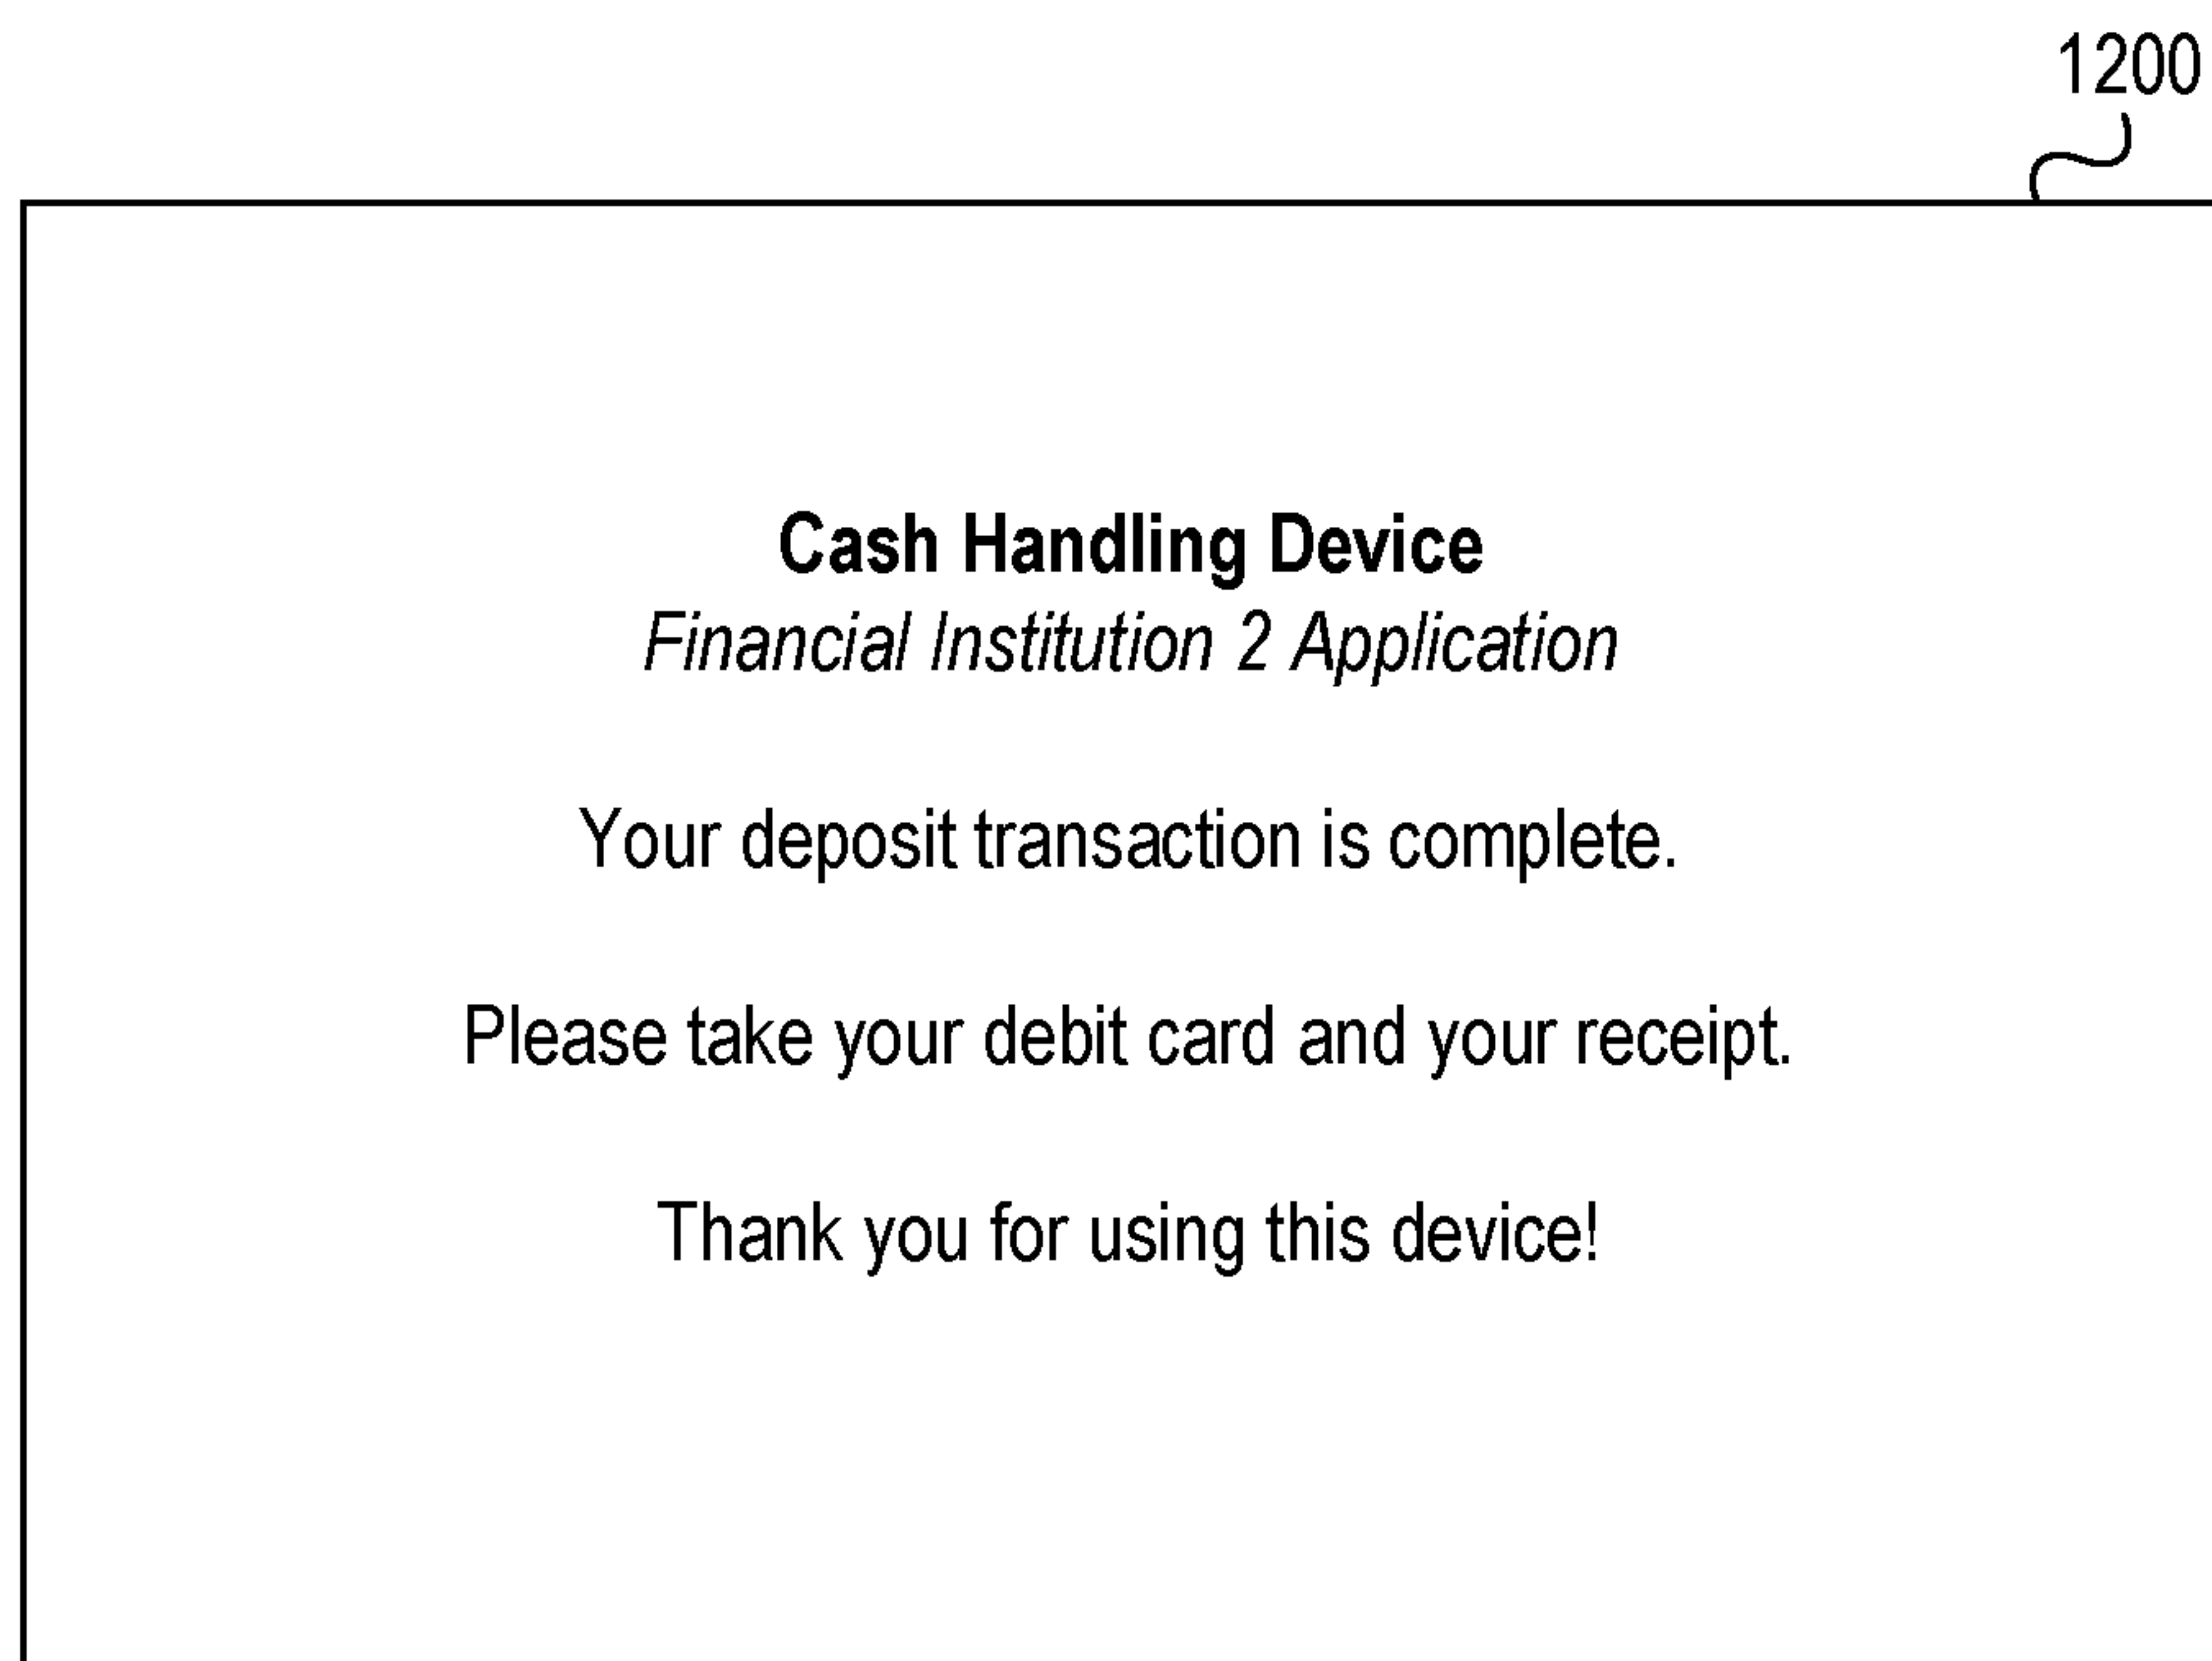 1200
Cash Handling Device
Financial Institution 2 Application
Your deposit transaction is complete.
Please take your debit card and your receipt.
Thank you for using this device!